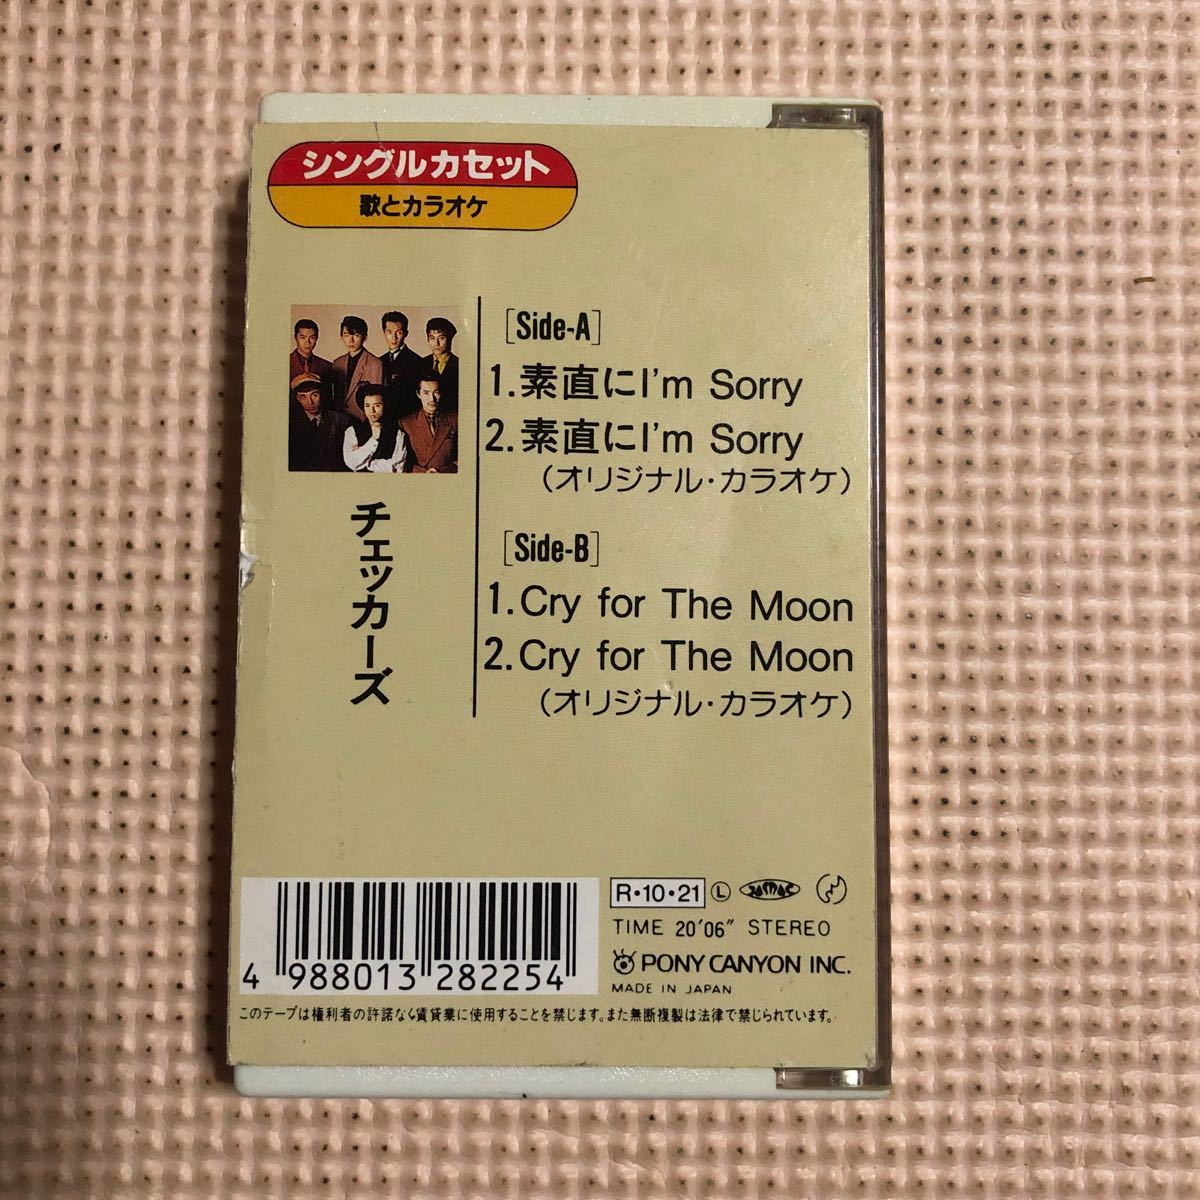 シングルカセット
歌とカラオケ
[Side-A]
1.素直にI'm Sorry
2.素直にI'm Sorry
(オリジナル・カラオケ)
チェッカーズ
[Side-B]
1.Cry for The Moon
2.Cry for The Moon
(オリジナル・カラオケ)
R・10・21 Ⓛ
TIME 20'06" STEREO
PONY CANYON INC.
MADE IN JAPAN
4 988013 282254
このテープは権利者の許諾なく賃貸業に使用することを禁じます。また無断複製は法律で禁じられています。